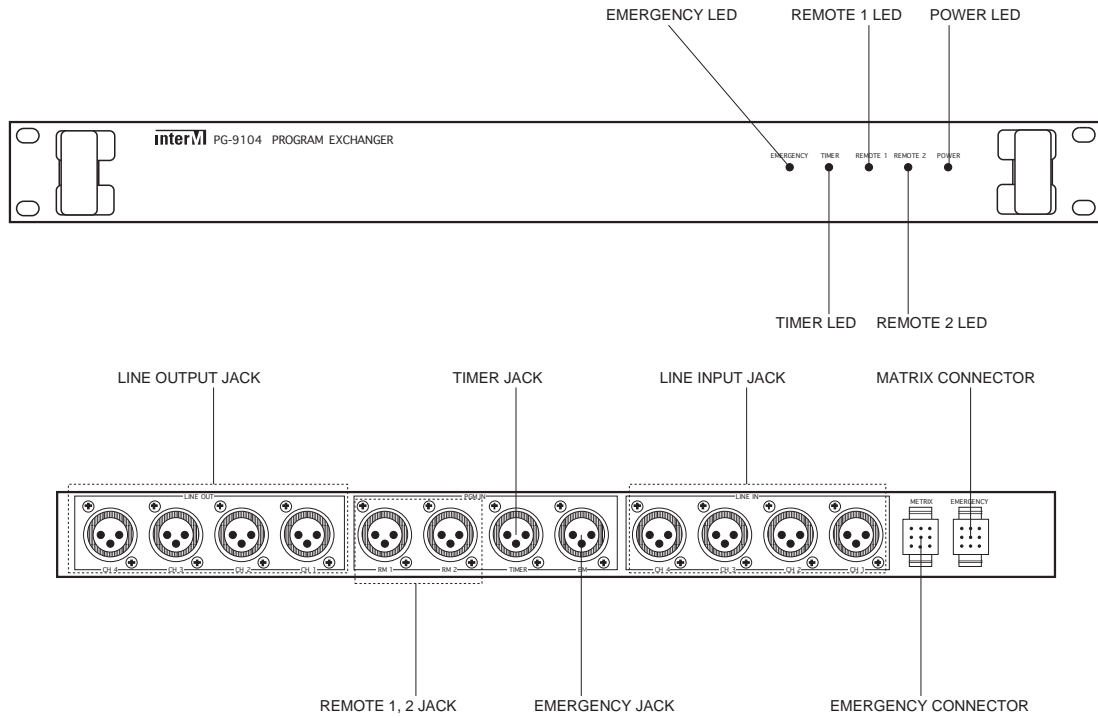 EMERGENCY LED
REMOTE 1 LED
POWER LED
interM PG-9104 PROGRAM EXCHANGER
EMERGENCY
TIMER
REMOTE 1
REMOTE 2
POWER
TIMER LED
REMOTE 2 LED
LINE OUTPUT JACK
TIMER JACK
LINE INPUT JACK
MATRIX CONNECTOR
LINE OUT
PGM IN
LINE IN
METRIX
EMERGENCY
CH 4
CH 3
CH 2
CH 1
RM 1
RM 2
TIMER
EM
CH 4
CH 3
CH 2
CH 1
REMOTE 1, 2 JACK
EMERGENCY JACK
EMERGENCY CONNECTOR